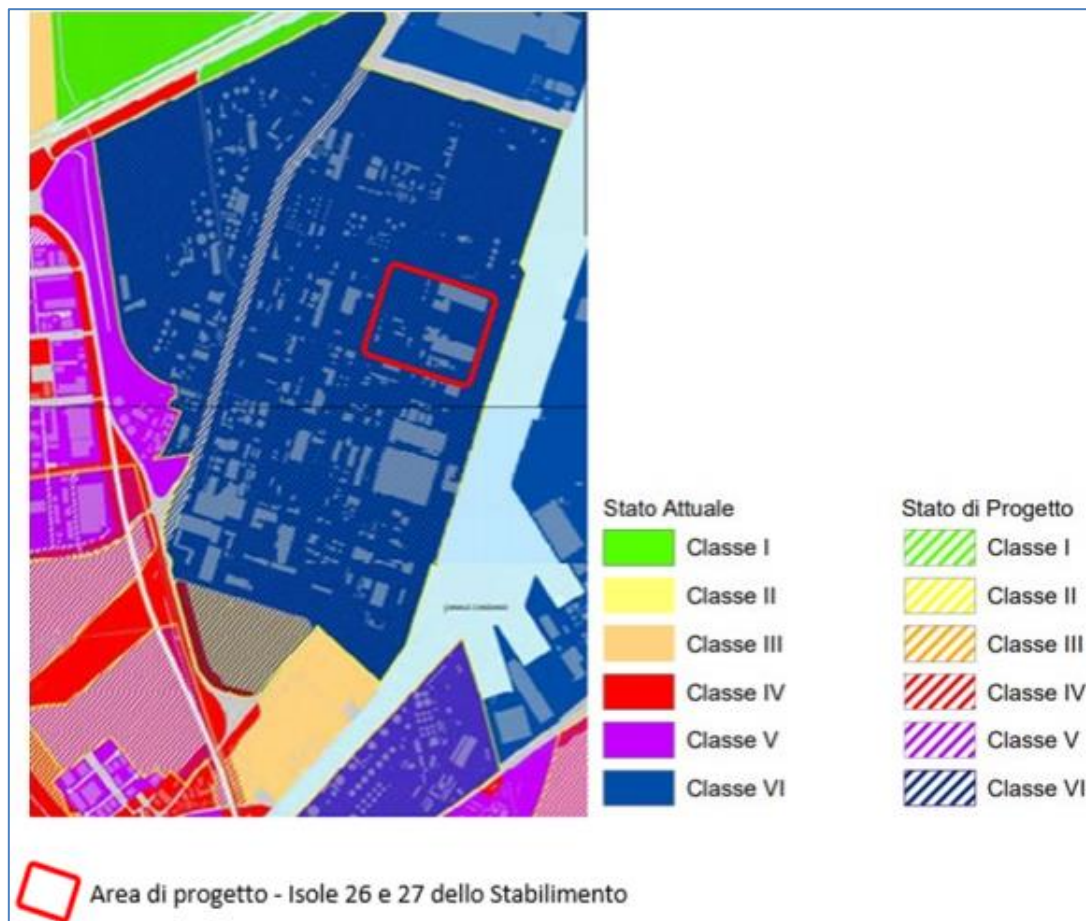 Stato Attuale
Classe I
Classe II
Classe III
Classe IV
Classe V
Classe VI
Stato di Progetto
Classe I
Classe II
Classe III
Classe IV
Classe V
Classe VI
Area di progetto - Isole 26 e 27 dello Stabilimento